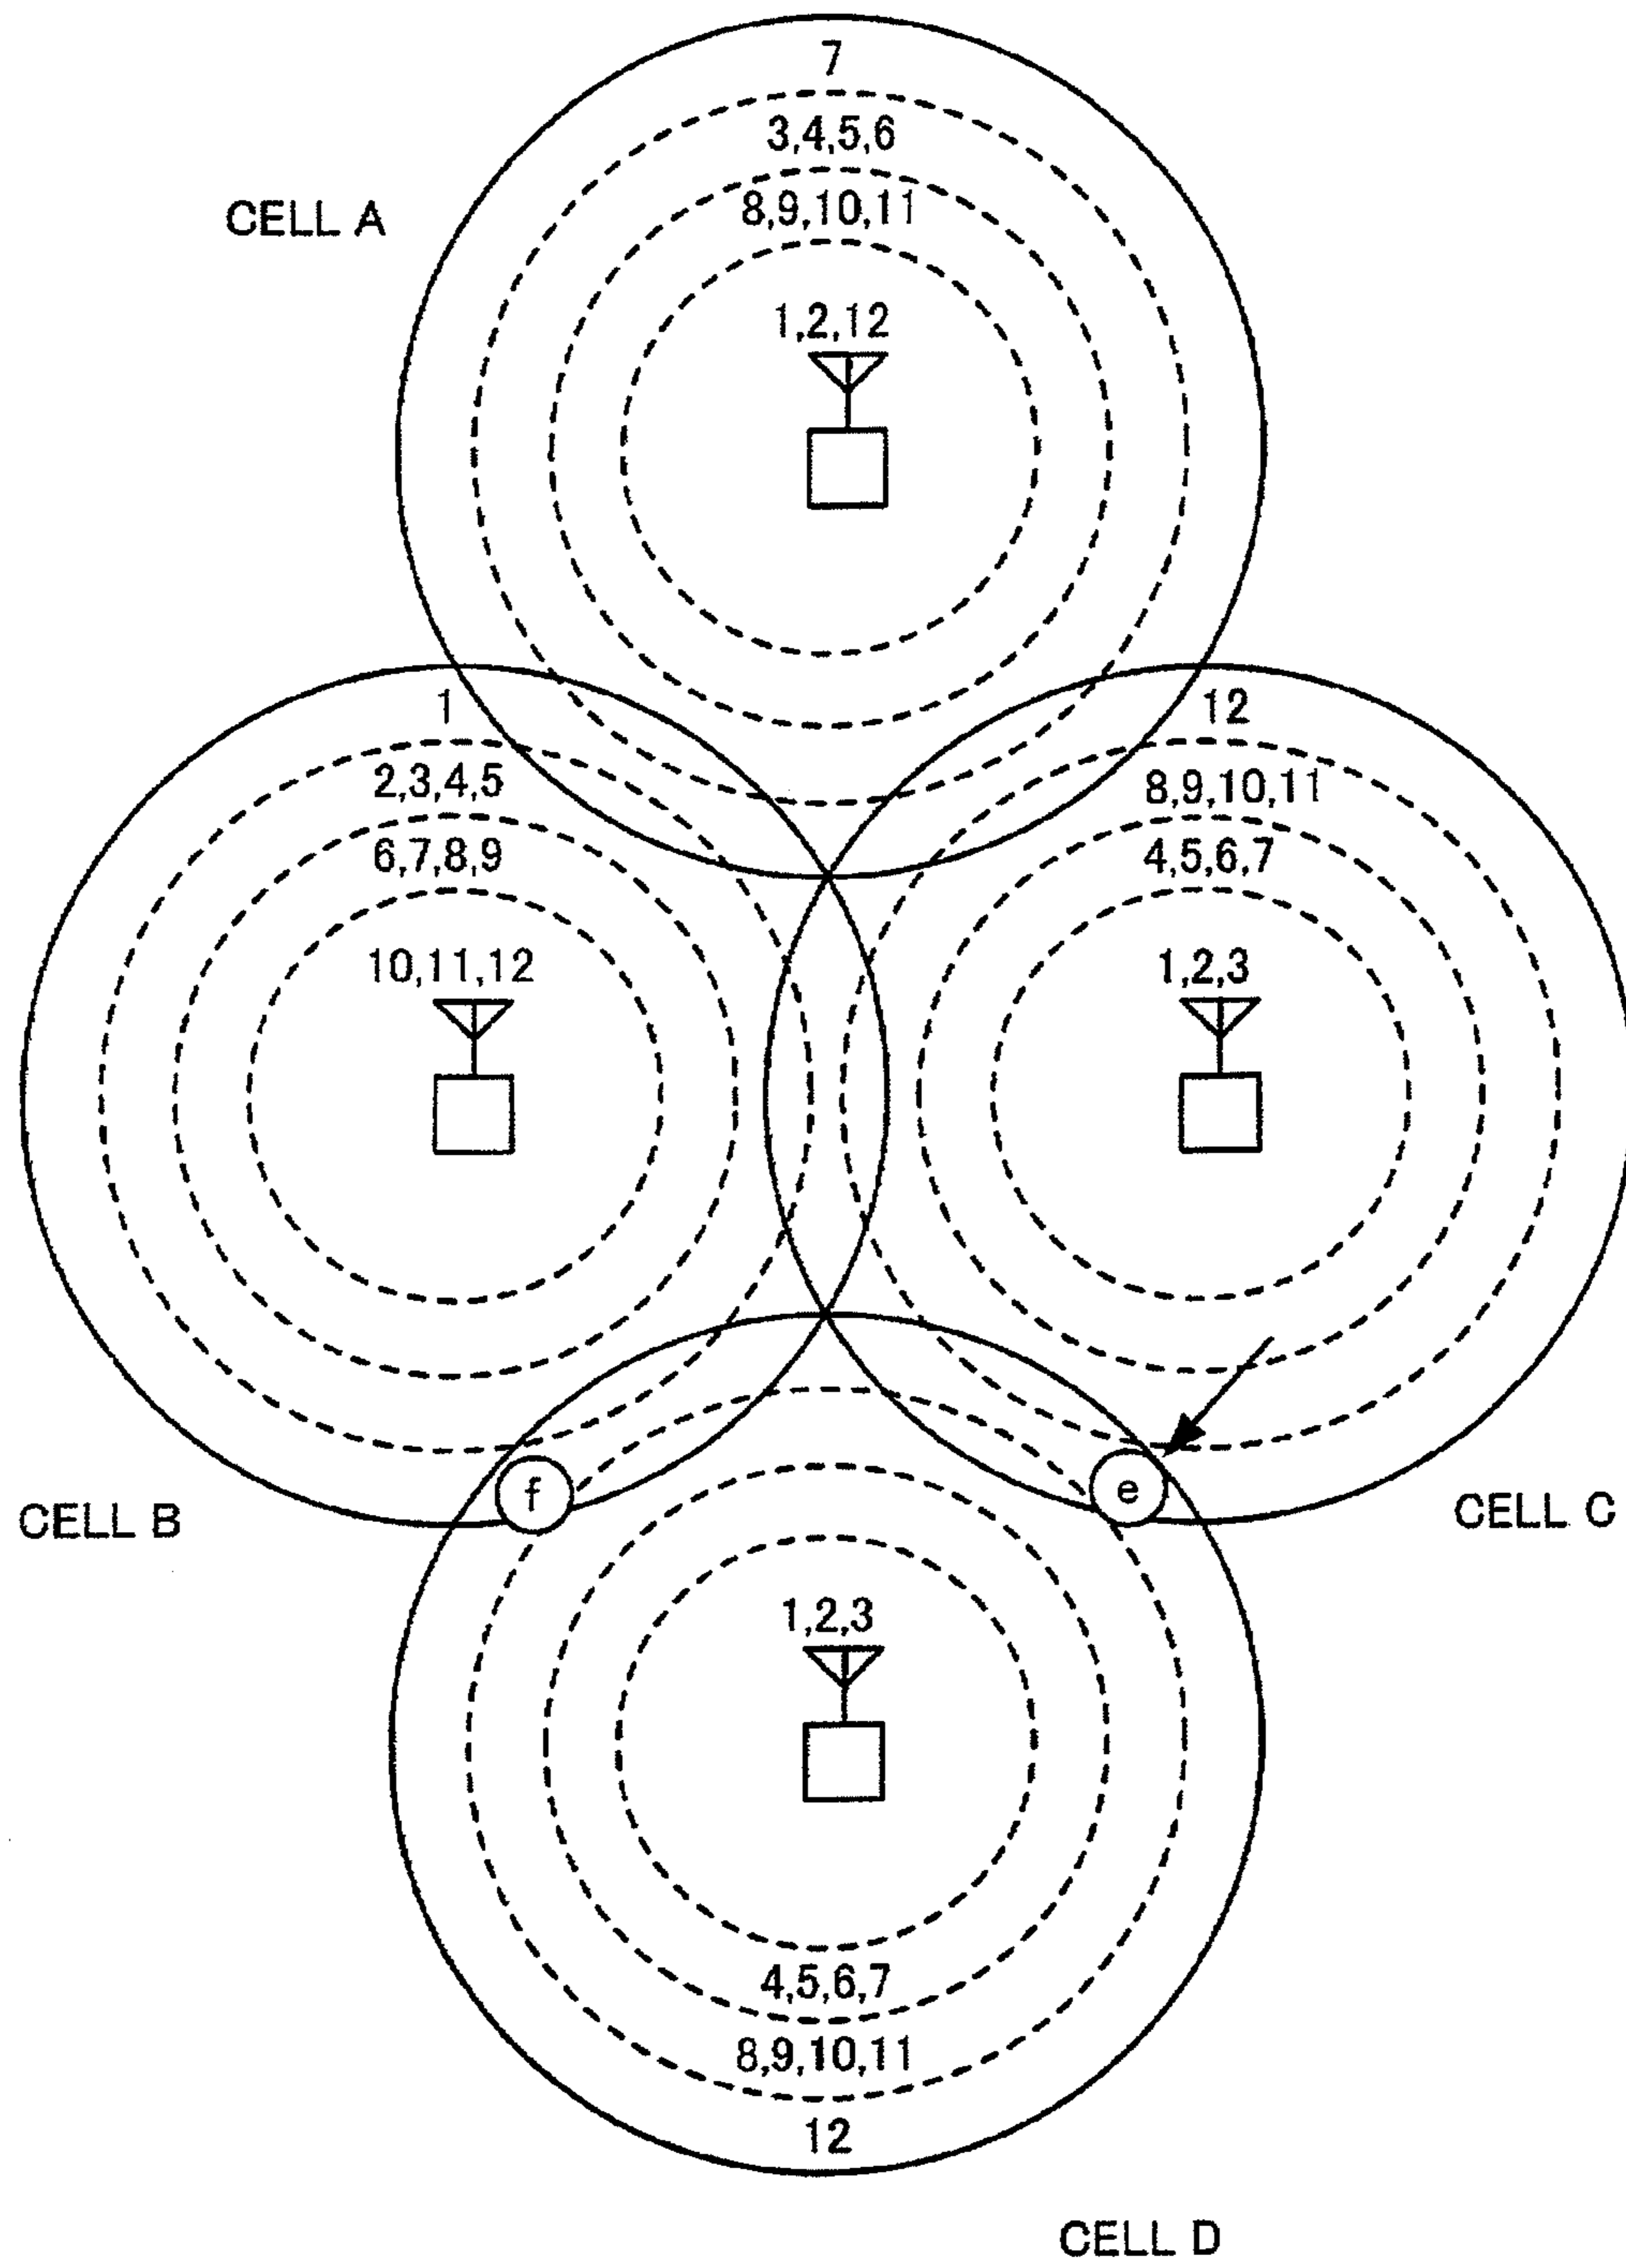 7
3,4,5,6
8,9,10,11
CELL A
1,2,12
1
12
2,3,4,5
8,9,10,11
6,7,8,9
4,5,6,7
10,11,12
1,2,3
f
e
CELL B
CELL C
1,2,3
4,5,6,7
8,9,10,11
12
CELL D